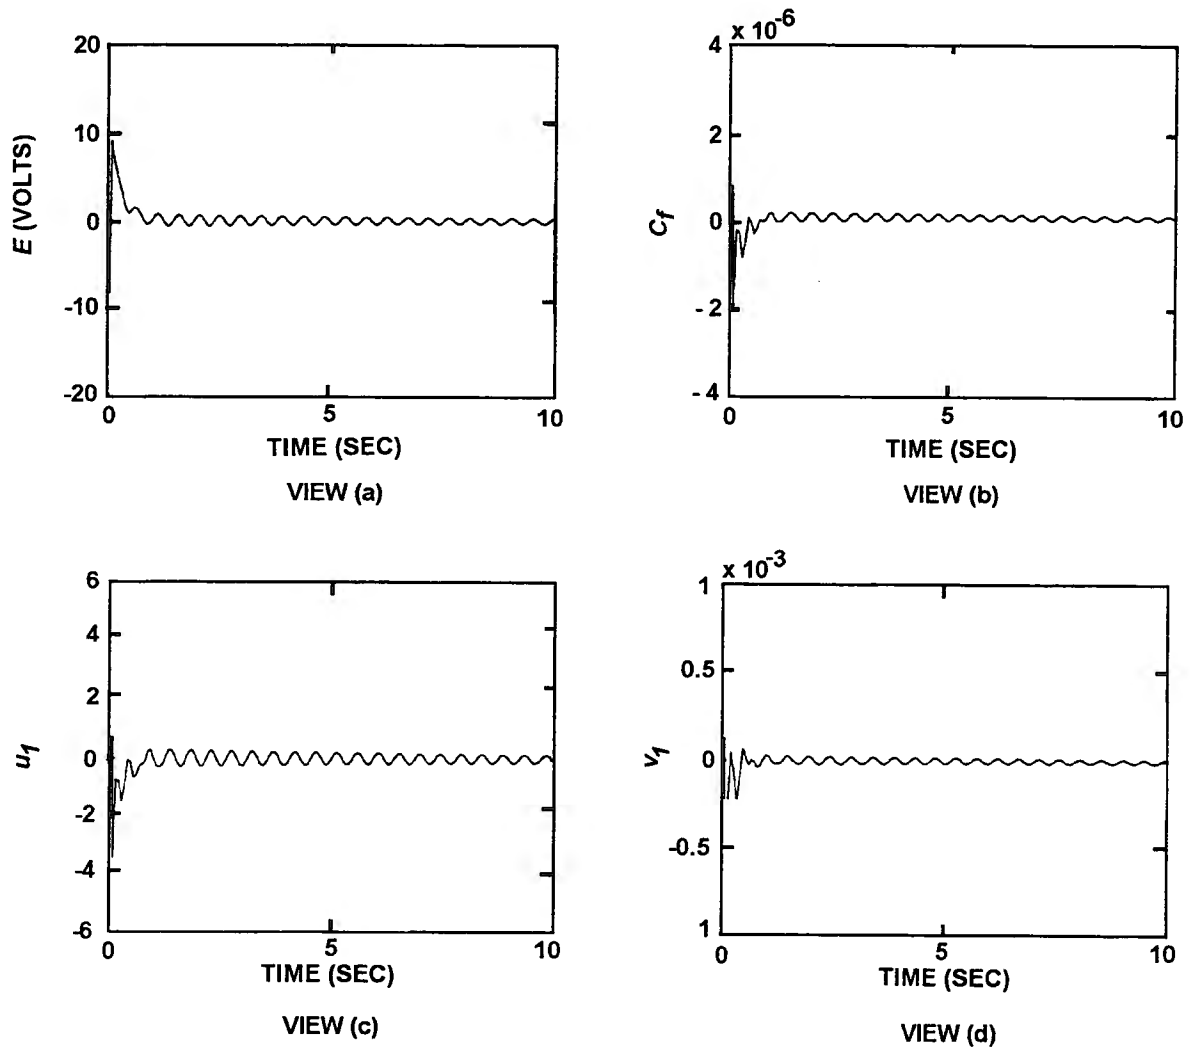 20
10
0
-10
-20
E (VOLTS)
0
5
10
TIME (SEC)
VIEW (a)
x 10-6
4
2
0
- 2
- 4
Cf
0
5
10
TIME (SEC)
VIEW (b)
6
4
2
0
-2
-4
-6
u1
0
5
10
TIME (SEC)
VIEW (c)
x 10-3
1
0.5
0
-0.5
1
v1
0
5
10
TIME (SEC)
VIEW (d)